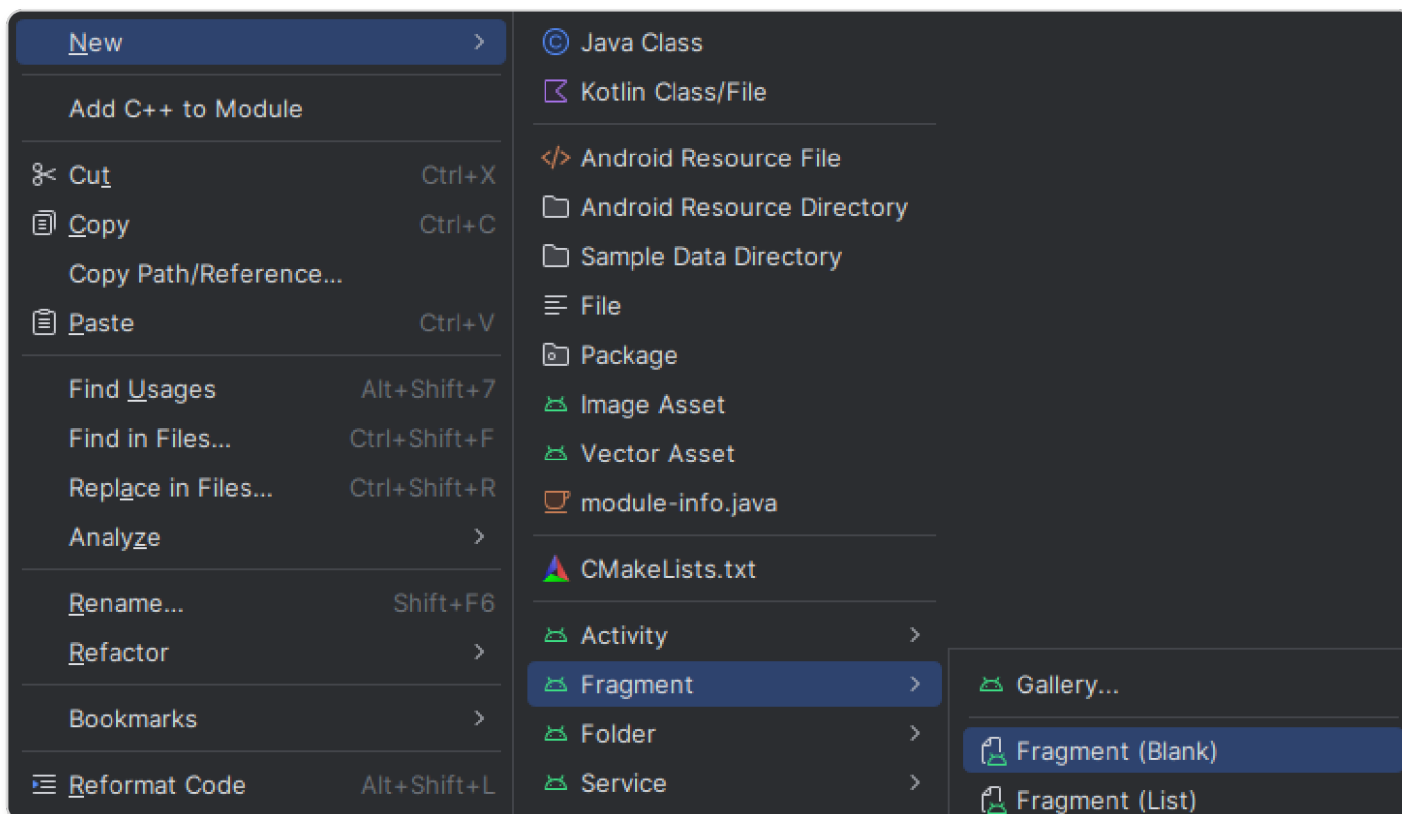 New
Add C++ to Module
Cut Ctrl+X
Copy Ctrl+C
Copy Path/Reference...
Paste Ctrl+V
Find Usages Alt+Shift+7
Find in Files... Ctrl+Shift+F
Replace in Files... Ctrl+Shift+R
Analyze
Rename... Shift+F6
Refactor
Bookmarks
Reformat Code Alt+Shift+L
Java Class
Kotlin Class/File
Android Resource File
Android Resource Directory
Sample Data Directory
File
Package
Image Asset
Vector Asset
module-info.java
CMakeLists.txt
Activity
Fragment
Folder
Service
Gallery...
Fragment (Blank)
Fragment (List)